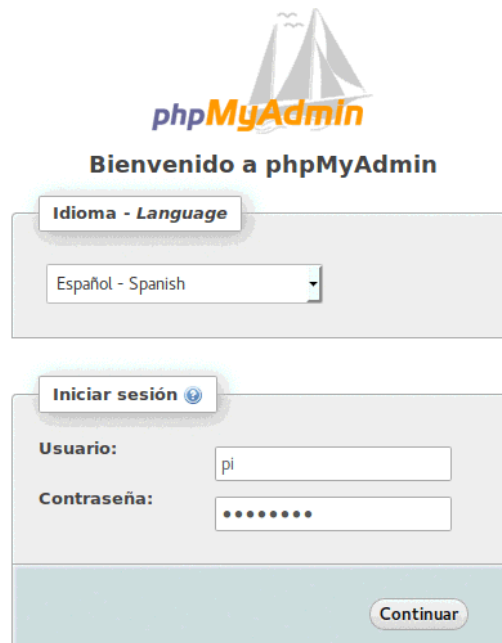 phpMyAdmin
Bienvenido a phpMyAdmin
Idioma - Language
Español - Spanish
Iniciar sesión
Usuario:
pi
Contraseña:
••••••••
Continuar